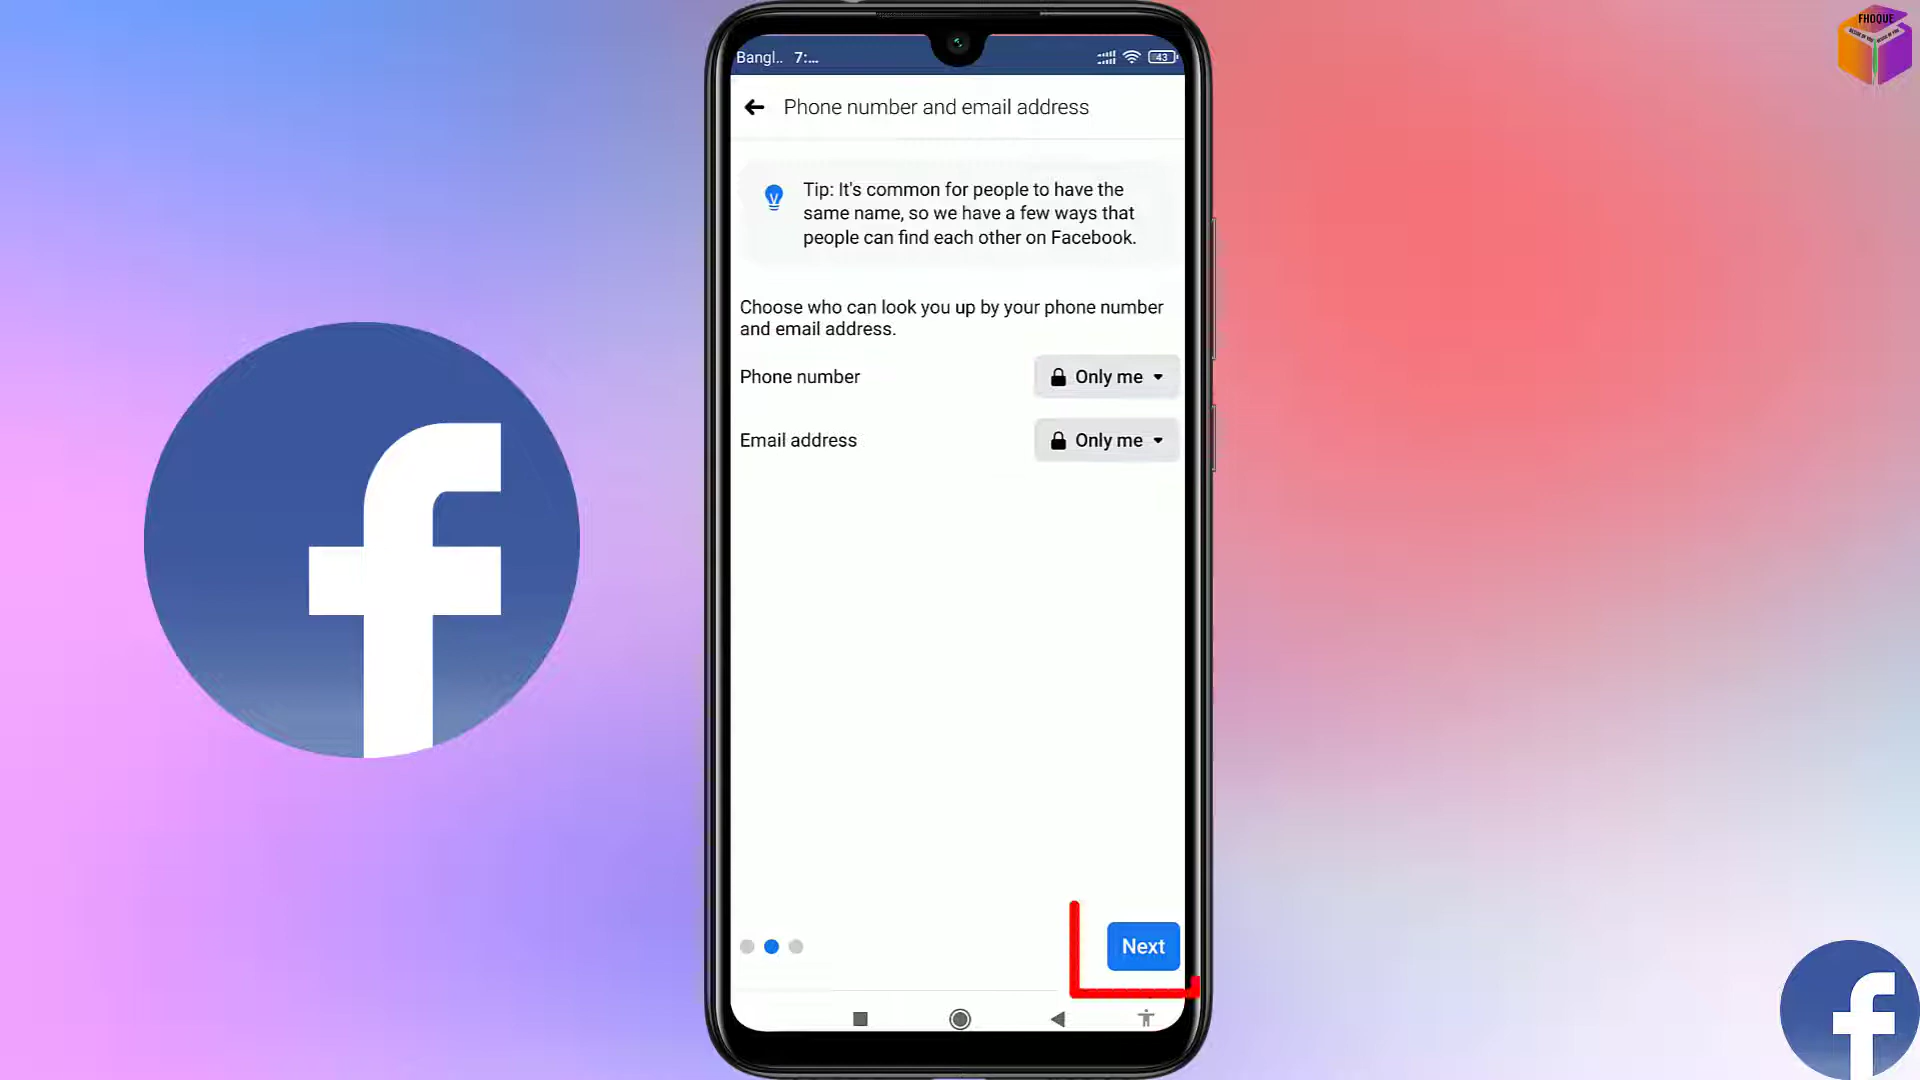 FHOQUE
Bangl.. 7:...
43
Phone number and email address
Tip: It's common for people to have the
same name, so we have a few ways that
people can find each other on Facebook.
Choose who can look you up by your phone number
and email address.
Phone number
Only me
Email address
Only me
Next